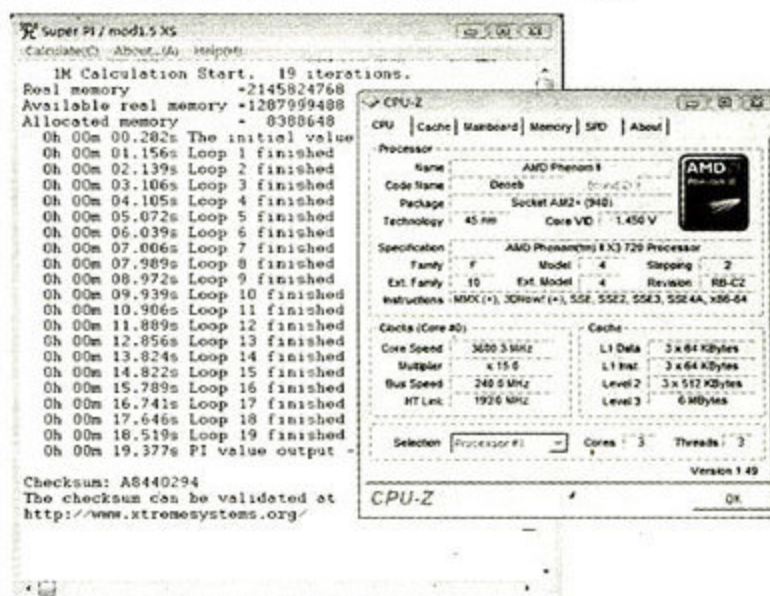 Super PI / mod1.5 XS
Calculate(C) About...(A) Help(H)
1M Calculation Start. 19 iterations.
Real memory =2145824768
Available real memory =1287999488
Allocated memory = 8388648
0h 00m 00.282s The initial value
0h 00m 01.156s Loop 1 finished
0h 00m 02.139s Loop 2 finished
0h 00m 03.106s Loop 3 finished
0h 00m 04.105s Loop 4 finished
0h 00m 05.072s Loop 5 finished
0h 00m 06.039s Loop 6 finished
0h 00m 07.006s Loop 7 finished
0h 00m 07.989s Loop 8 finished
0h 00m 08.972s Loop 9 finished
0h 00m 09.939s Loop 10 finished
0h 00m 10.906s Loop 11 finished
0h 00m 11.889s Loop 12 finished
0h 00m 12.856s Loop 13 finished
0h 00m 13.824s Loop 14 finished
0h 00m 14.822s Loop 15 finished
0h 00m 15.789s Loop 16 finished
0h 00m 16.741s Loop 17 finished
0h 00m 17.646s Loop 18 finished
0h 00m 18.519s Loop 19 finished
0h 00m 19.377s PI value output -
Checksum: A8440294
The checksum can be validated at
http://www.xtremesystems.org/
CPU-Z
CPU Cache Mainboard Memory SPD About
Processor
Name AMD Phenom II
Code Name Deneb
Package Socket AM2+ (940)
Technology 45 nm Core VID 1.450 V
AMD
Specification AMD Phenom(tm) II X3 720 Processor
Family F Model 4 Stepping 2
Ext. Family 10 Ext. Model 4 Revision RB-C2
Instructions MMX (+), 3DNow! (+), SSE, SSE2, SSE3, SSE4A, x86-64
Clocks (Core #0)
Core Speed 3600.3 MHz
Multiplier x 15.0
Bus Speed 240.0 MHz
HT Link 1920.0 MHz
Cache
L1 Data 3 x 64 KBytes
L1 Inst. 3 x 64 KBytes
Level 2 3 x 512 KBytes
Level 3 6 MBytes
Selection Processor #1 Cores 3 Threads 3
Version 1.49
CPU-Z OK